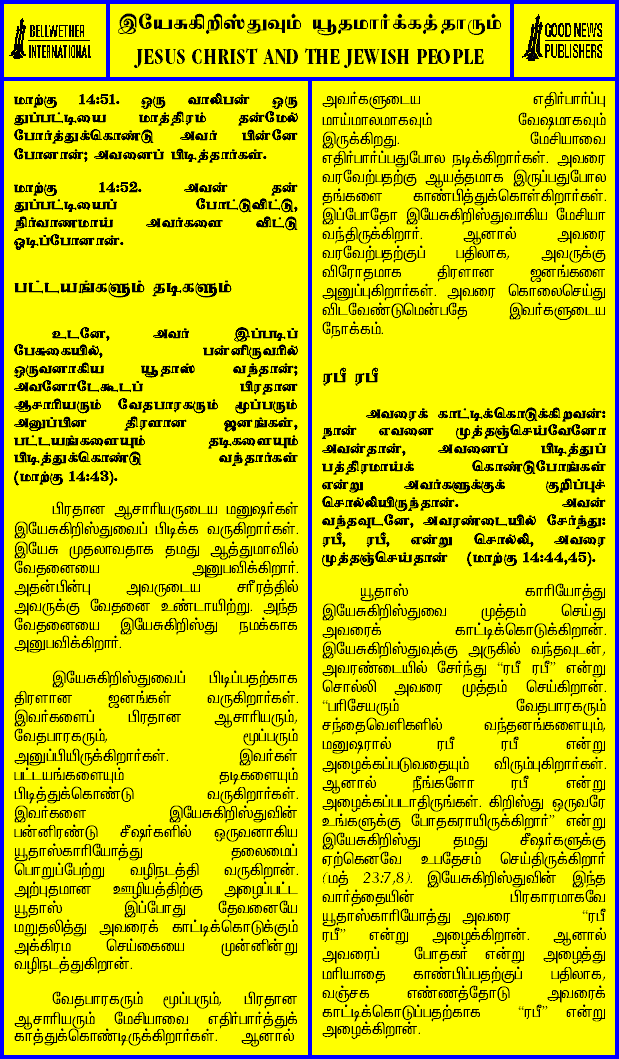 BELLWETHER
INTERNATIONAL
இயேசுகிறிஸ்துவும் யூதமார்க்கத்தாரும்
JESUS CHRIST AND THE JEWISH PEOPLE
GOOD NEWS
PUBLISHERS
மாற்கு 14:51. ஒரு வாலிபன் ஒரு
துப்பட்டியை மாத்திரம் தன்மேல்
போர்த்துக்கொண்டு அவர் பின்னே
போனான்; அவனைப் பிடித்தார்கள்.
மாற்கு 14:52. அவன் தன்
துப்பட்டியைப் போட்டுவிட்டு,
நிர்வாணமாய் அவர்களை விட்டு
ஓடிப்போனான்.
பட்டயங்களும் தடிகளும்
உடனே, அவர் இப்படிப்
பேசுகையில், பன்னிருவரில்
ஒருவனாகிய யூதாஸ் வந்தான்;
அவனோடேகூடப் பிரதான
ஆசாரியரும் வேதபாரகரும் மூப்பரும்
அனுப்பின திரளான ஜனங்கள்,
பட்டயங்களையும் தடிகளையும்
பிடித்துக்கொண்டு வந்தார்கள்
(மாற்கு 14:43).
பிரதான ஆசாரியருடைய மனுஷர்கள்
இயேசுகிறிஸ்துவைப் பிடிக்க வருகிறார்கள்.
இயேசு முதலாவதாக தமது ஆத்துமாவில்
வேதனையை அனுபவிக்கிறார்.
அதன்பின்பு அவருடைய சரீரத்தில்
அவருக்கு வேதனை உண்டாயிற்று. அந்த
வேதனையை இயேசுகிறிஸ்து நமக்காக
அனுபவிக்கிறார்.
இயேசுகிறிஸ்துவைப் பிடிப்பதற்காக
திரளான ஜனங்கள் வருகிறார்கள்.
இவர்களைப் பிரதான ஆசாரியரும்,
வேதபாரகரும், மூப்பரும்
அனுப்பியிருக்கிறார்கள். இவர்கள்
பட்டயங்களையும் தடிகளையும்
பிடித்துக்கொண்டு வருகிறார்கள்.
இவர்களை இயேசுகிறிஸ்துவின்
பன்னிரண்டு சீஷர்களில் ஒருவனாகிய
யூதாஸ்காரியோத்து தலைமைப்
பொறுப்பேற்று வழிநடத்தி வருகிறான்.
அற்புதமான ஊழியத்திற்கு அழைப்பட்ட
யூதாஸ் இப்போது தேவனையே
மறுதலித்து அவரைக் காட்டிக்கொடுக்கும்
அக்கிரம செய்கையை முன்னின்று
வழிநடத்துகிறான்.
வேதபாரகரும் மூப்பரும், பிரதான
ஆசாரியரும் மேசியாவை எதிர்பார்த்துக்
காத்துக்கொண்டிருக்கிறார்கள். ஆனால்
அவர்களுடைய எதிர்பார்ப்பு
மாய்மாலமாகவும் வேஷமாகவும்
இருக்கிறது. மேசியாவை
எதிர்பார்ப்பதுபோல நடிக்கிறார்கள். அவரை
வரவேற்பதற்கு ஆயத்தமாக இருப்பதுபோல
தங்களை காண்பித்துக்கொள்கிறார்கள்.
இப்போதோ இயேசுகிறிஸ்துவாகிய மேசியா
வந்திருக்கிறார். ஆனால் அவரை
வரவேற்பதற்குப் பதிலாக, அவருக்கு
விரோதமாக திரளான ஜனங்களை
அனுப்புகிறார்கள். அவரை கொலைசெய்து
விடவேண்டுமென்பதே இவர்களுடைய
நோக்கம்.
ரபீ ரபீ
அவரைக் காட்டிக்கொடுக்கிறவன்:
நான் எவனை முத்தஞ்செய்வேனோ
அவன்தான், அவனைப் பிடித்துப்
பத்திரமாய்க் கொண்டுபோங்கள்
என்று அவர்களுக்குக் குறிப்புச்
சொல்லியிருந்தான். அவன்
வந்தவுடனே, அவரண்டையில் சேர்ந்து:
ரபீ, ரபீ, என்று சொல்லி, அவரை
முத்தஞ்செய்தான் (மாற்கு 14:44,45).
யூதாஸ் காரியோத்து
இயேசுகிறிஸ்துவை முத்தம் செய்து
அவரைக் காட்டிக்கொடுக்கிறான்.
இயேசுகிறிஸ்துவுக்கு அருகில் வந்தவுடன்,
அவரண்டையில் சேர்ந்து “ரபீ ரபீ” என்று
சொல்லி அவரை முத்தம் செய்கிறான்.
“பரிசேயரும் வேதபாரகரும்
சந்தைவெளிகளில் வந்தனங்களையும்,
மனுஷரால் ரபீ ரபீ என்று
அழைக்கப்படுவதையும் விரும்புகிறார்கள்.
ஆனால் நீங்களோ ரபீ என்று
அழைக்கப்படாதிருங்கள். கிறிஸ்து ஒருவரே
உங்களுக்கு போதகராயிருக்கிறார்” என்று
இயேசுகிறிஸ்து தமது சீஷர்களுக்கு
ஏற்கெனவே உபதேசம் செய்திருக்கிறார்
(மத் 23:7,8). இயேசுகிறிஸ்துவின் இந்த
வார்த்தையின் பிரகாரமாகவே
யூதாஸ்காரியோத்து அவரை “ரபீ
ரபீ” என்று அழைக்கிறான். ஆனால்
அவரைப் போதகர் என்று அழைத்து
மரியாதை காண்பிப்பதற்குப் பதிலாக,
வஞ்சக எண்ணத்தோடு அவரைக்
காட்டிக்கொடுப்பதற்காக “ரபீ” என்று
அழைக்கிறான்.